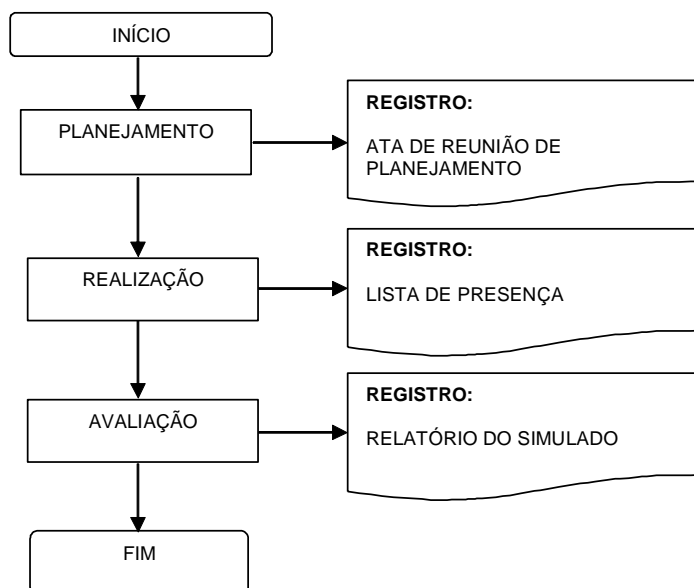 INÍCIO
PLANEJAMENTO
REGISTRO:
ATA DE REUNIÃO DE
PLANEJAMENTO
REALIZAÇÃO
REGISTRO:
LISTA DE PRESENÇA
AVALIAÇÃO
REGISTRO:
RELATÓRIO DO SIMULADO
FIM